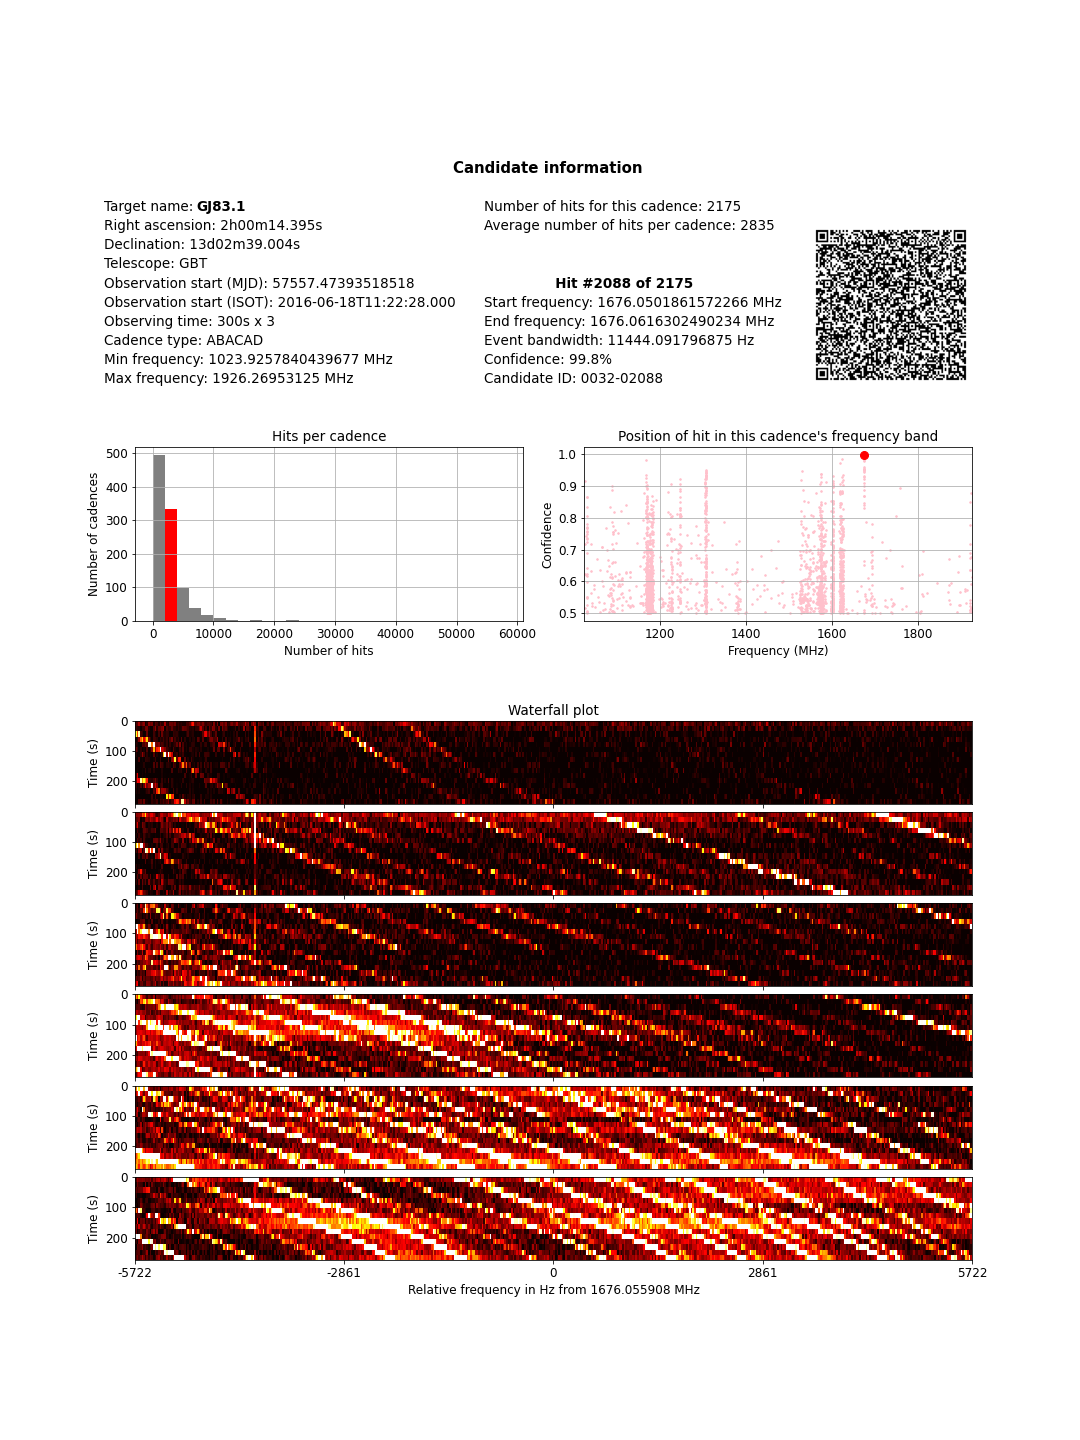 Candidate information
Target name: GJ83.1
Right ascension: 2h00m14.395s
Declination: 13d02m39.004s
Telescope: GBT
Observation start (MJD): 57557.47393518518
Observation start (ISOT): 2016-06-18T11:22:28.000
Observing time: 300s x 3
Cadence type: ABACAD
Min frequency: 1023.9257840439677 MHz
Max frequency: 1926.26953125 MHz
Number of hits for this cadence: 2175
Average number of hits per cadence: 2835
Hit #2088 of 2175
Start frequency: 1676.0501861572266 MHz
End frequency: 1676.0616302490234 MHz
Event bandwidth: 11444.091796875 Hz
Confidence: 99.8%
Candidate ID: 0032-02088
Hits per cadence
Number of cadences
500
400
300
200
100
0
0 10000 20000 30000 40000 50000 60000
Number of hits
Position of hit in this cadence's frequency band
Confidence
1.0
0.9
0.8
0.7
0.6
0.5
1200 1400 1600 1800
Frequency (MHz)
Waterfall plot
Time (s)
0
100
200
Time (s)
0
100
200
Time (s)
0
100
200
Time (s)
0
100
200
Time (s)
0
100
200
Time (s)
0
100
200
-5722 -2861 0 2861 5722
Relative frequency in Hz from 1676.055908 MHz